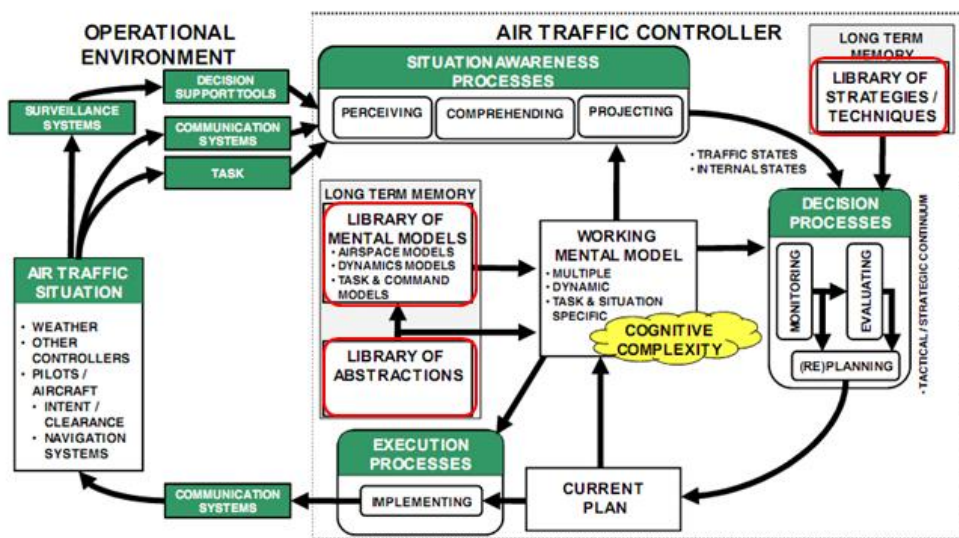 OPERATIONAL
ENVIRONMENT
AIR TRAFFIC CONTROLLER
SURVEILLANCE
SYSTEMS
DECISION
SUPPORT TOOLS
COMMUNICATION
SYSTEMS
TASK
SITUATION AWARENESS
PROCESSES
PERCEIVING
COMPREHENDING
PROJECTING
LONG TERM
MEMORY
LIBRARY OF
STRATEGIES /
TECHNIQUES
• TRAFFIC STATES
• INTERNAL STATES
LONG TERM MEMORY
LIBRARY OF
MENTAL MODELS
• AIRSPACE MODELS
• DYNAMICS MODELS
• TASK & COMMAND
MODELS
LIBRARY OF
ABSTRACTIONS
WORKING
MENTAL MODEL
• MULTIPLE
• DYNAMIC
• TASK & SITUATION
SPECIFIC
COGNITIVE
COMPLEXITY
DECISION
PROCESSES
MONITORING
EVALUATING
(RE)PLANNING
• TACTICAL / STRATEGIC CONTINUUM
AIR TRAFFIC
SITUATION
• WEATHER
• OTHER
CONTROLLERS
• PILOTS /
AIRCRAFT
• INTENT /
CLEARANCE
• NAVIGATION
SYSTEMS
COMMUNICATION
SYSTEMS
EXECUTION
PROCESSES
IMPLEMENTING
CURRENT
PLAN